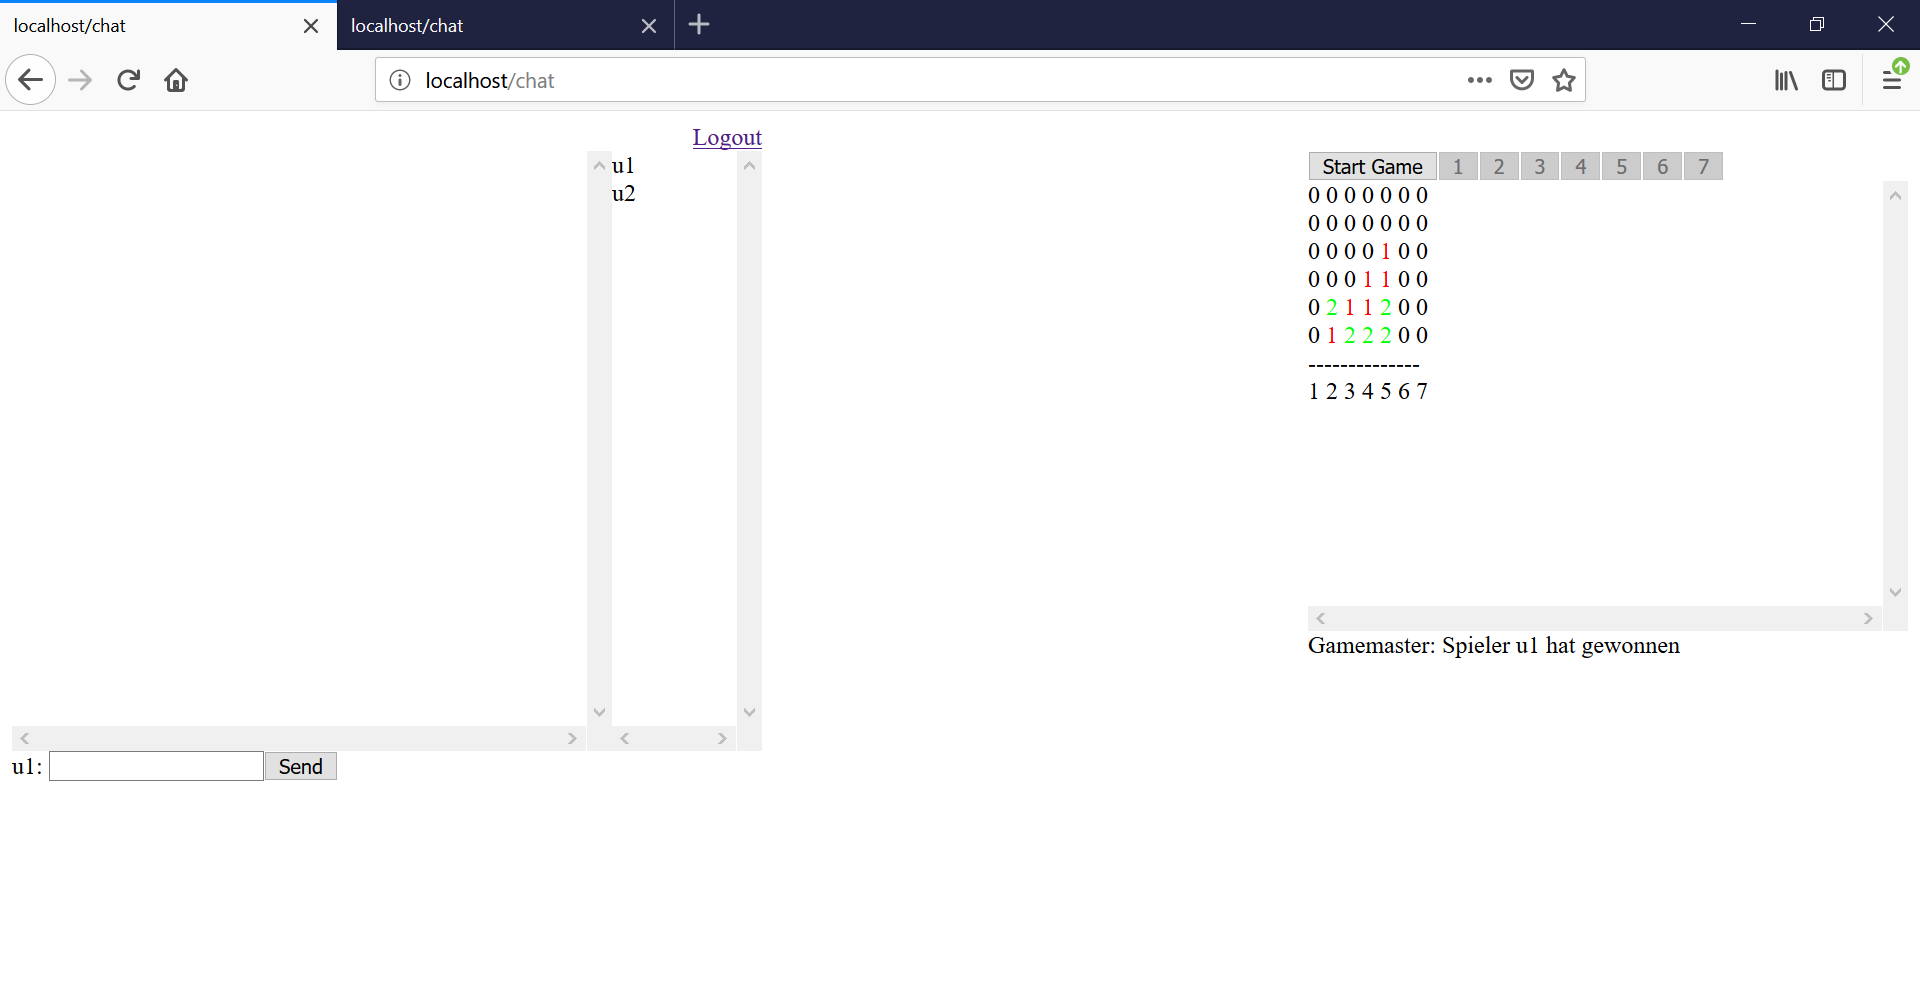 localhost/chat
localhost/chat
localhost/chat
Logout
u1
u2
u1:
Send
Start Game 1 2 3 4 5 6 7
0 0 0 0 0 0 0
0 0 0 0 0 0 0
0 0 0 0 1 0 0
0 0 0 1 1 0 0
0 2 1 1 2 0 0
0 1 2 2 2 0 0
--------------
1 2 3 4 5 6 7
Gamemaster: Spieler u1 hat gewonnen